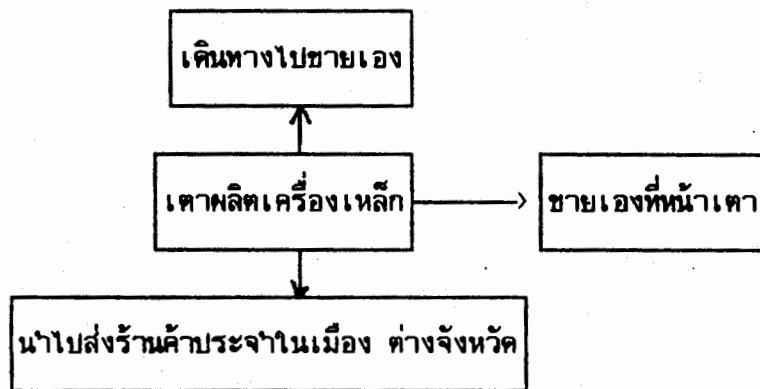 เดินทางไปขายเอง
เตาผลิตเครื่องเหล็ก
ขายเองที่หน้าเตา
นำไปส่งร้านค้าประจำในเมือง ต่างจังหวัด